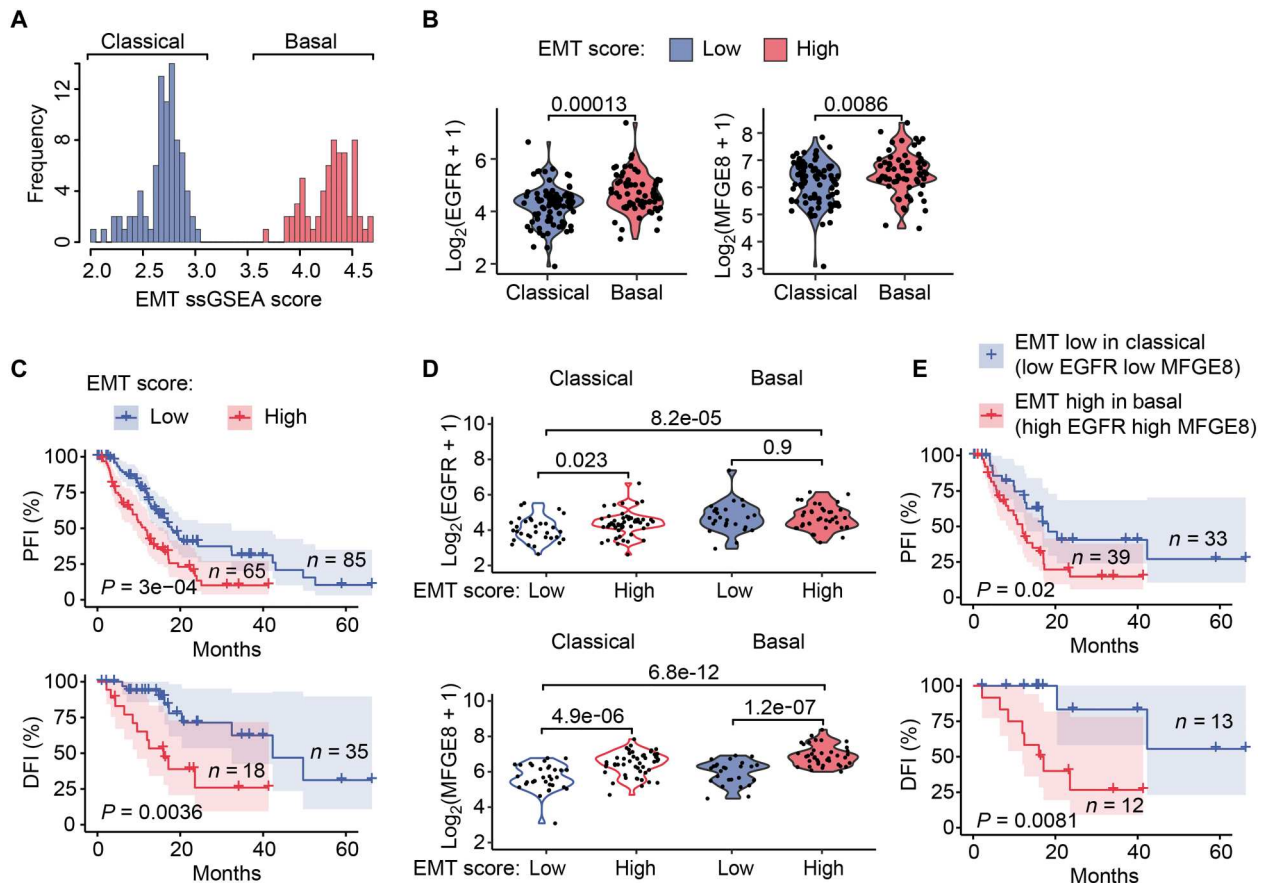 A
Classical
Basal
Frequency
12
8
4
0
2.0 2.5 3.0 3.5 4.0 4.5
EMT ssGSEA score
B
EMT score: Low High
Log2(EGFR + 1)
6
4
2
0.00013
Classical Basal
Log2(MFGE8 + 1)
8
7
6
5
4
3
0.0086
Classical Basal
C
EMT score:
Low High
PFI (%)
100
75
50
25
0
n = 85
n = 65
P = 3e−04
0 20 40 60
Months
DFI (%)
100
75
50
25
0
n = 35
n = 18
P = 0.0036
0 20 40 60
Months
D
Classical Basal
Log2(EGFR + 1)
10
8
6
4
2
8.2e-05
0.023
0.9
EMT score: Low High Low High
Classical Basal
Log2(MFGE8 + 1)
10
8
6
4
2
6.8e-12
4.9e-06
1.2e-07
EMT score: Low High Low High
E
EMT low in classical
(low EGFR low MFGE8)
EMT high in basal
(high EGFR high MFGE8)
PFI (%)
100
75
50
25
0
n = 33
n = 39
P = 0.02
0 20 40 60
Months
DFI (%)
100
75
50
25
0
n = 13
n = 12
P = 0.0081
0 20 40 60
Months